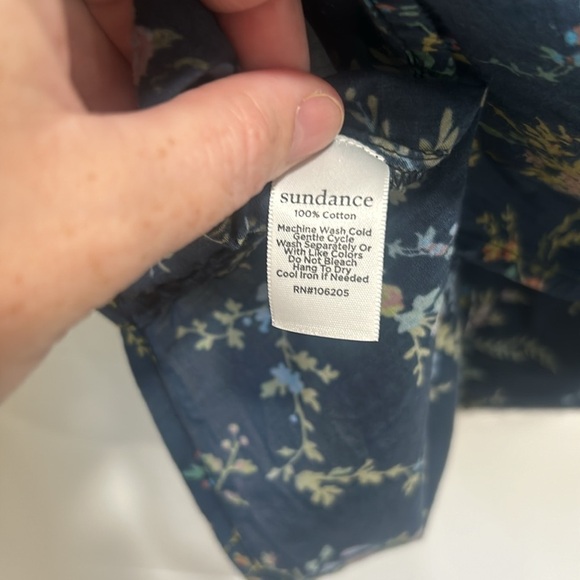 sundance
100% Cotton
Machine Wash Cold
Gentle Cycle
Wash Separately Or
With Like Colors
Do Not Bleach
Hang To Dry
Cool Iron if Needed
RN#106205